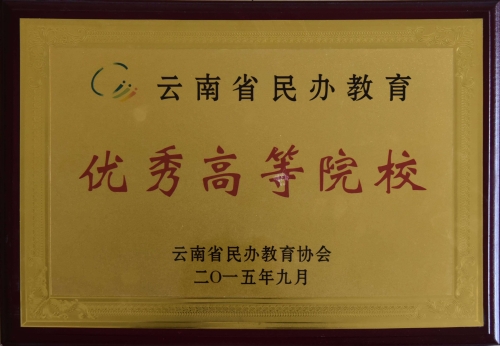 云南省民办教育
优秀高等院校
云南省民办教育协会
二〇一五年九月